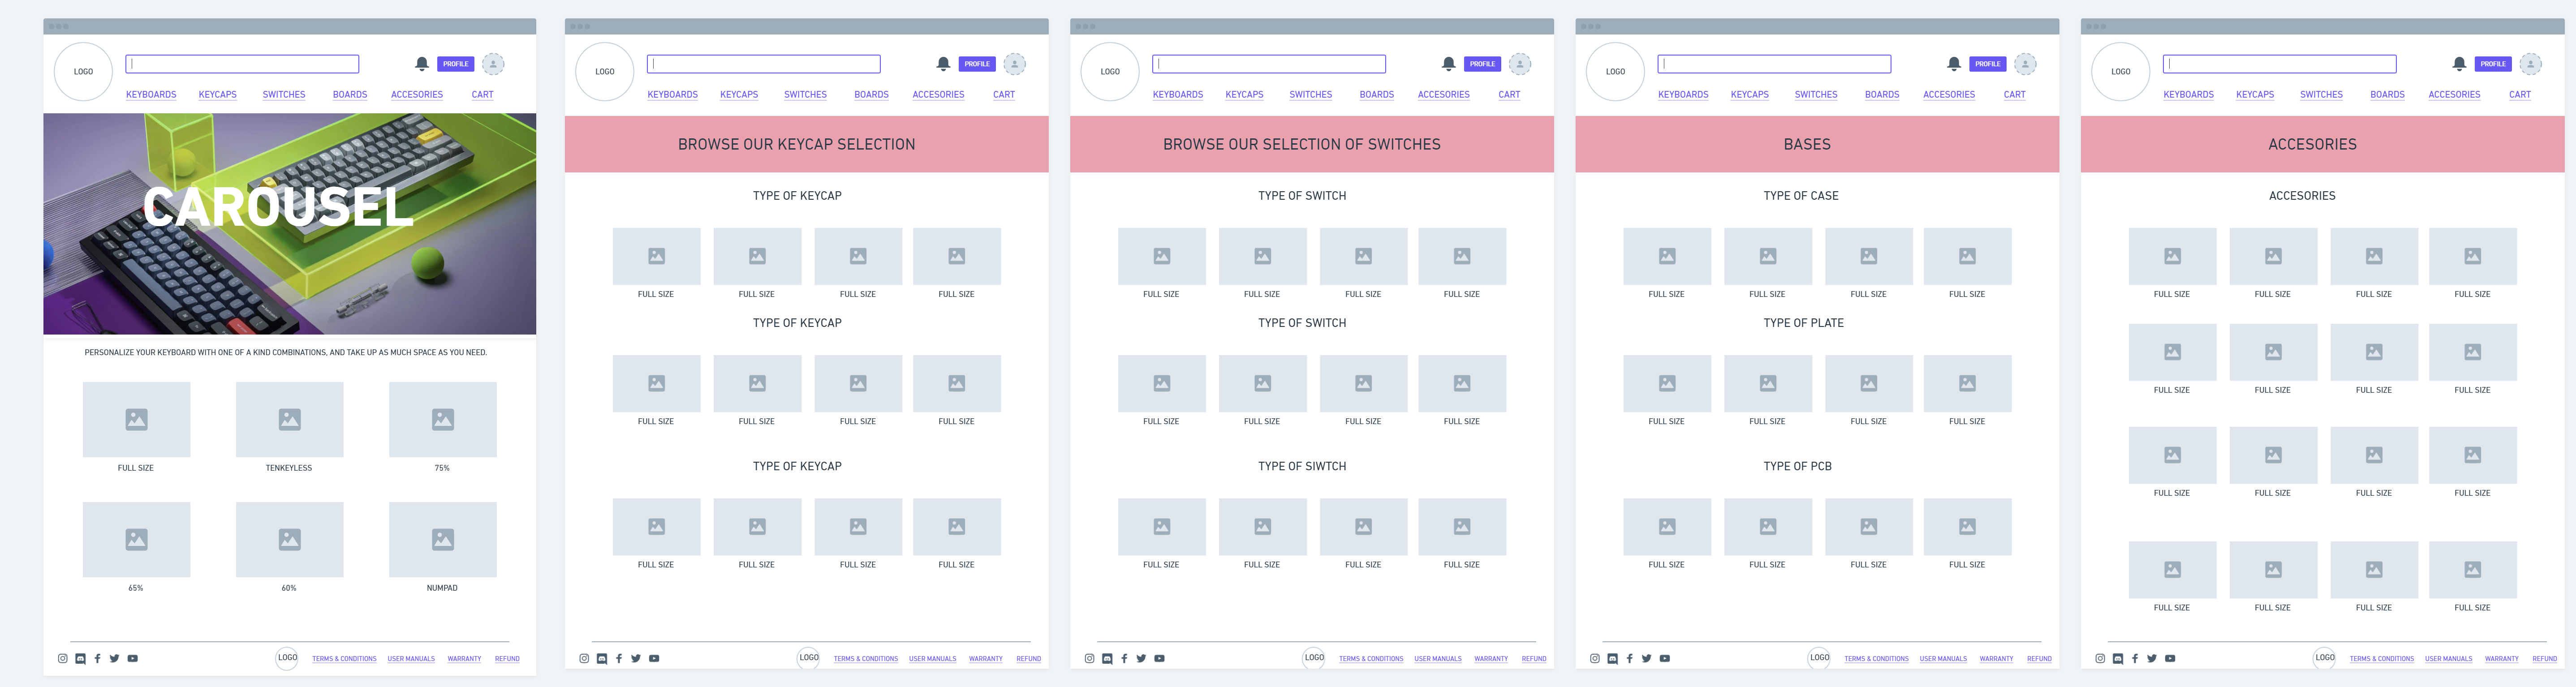 LOGO
PROFILE
KEYBOARDS KEYCAPS SWITCHES BOARDS ACCESORIES CART
CAROUSEL
PERSONALIZE YOUR KEYBOARD WITH ONE OF A KIND COMBINATIONS, AND TAKE UP AS MUCH SPACE AS YOU NEED.
FULL SIZE TENKEYLESS 75%
65% 60% NUMPAD
LOGO TERMS & CONDITIONS USER MANUALS WARRANTY REFUND
LOGO
PROFILE
KEYBOARDS KEYCAPS SWITCHES BOARDS ACCESORIES CART
BROWSE OUR KEYCAP SELECTION
TYPE OF KEYCAP
FULL SIZE FULL SIZE FULL SIZE FULL SIZE
TYPE OF KEYCAP
FULL SIZE FULL SIZE FULL SIZE FULL SIZE
TYPE OF KEYCAP
FULL SIZE FULL SIZE FULL SIZE FULL SIZE
LOGO TERMS & CONDITIONS USER MANUALS WARRANTY REFUND
LOGO
PROFILE
KEYBOARDS KEYCAPS SWITCHES BOARDS ACCESORIES CART
BROWSE OUR SELECTION OF SWITCHES
TYPE OF SWITCH
FULL SIZE FULL SIZE FULL SIZE FULL SIZE
TYPE OF SWITCH
FULL SIZE FULL SIZE FULL SIZE FULL SIZE
TYPE OF SIWTCH
FULL SIZE FULL SIZE FULL SIZE FULL SIZE
LOGO TERMS & CONDITIONS USER MANUALS WARRANTY REFUND
LOGO
PROFILE
KEYBOARDS KEYCAPS SWITCHES BOARDS ACCESORIES CART
BASES
TYPE OF CASE
FULL SIZE FULL SIZE FULL SIZE FULL SIZE
TYPE OF PLATE
FULL SIZE FULL SIZE FULL SIZE FULL SIZE
TYPE OF PCB
FULL SIZE FULL SIZE FULL SIZE FULL SIZE
LOGO TERMS & CONDITIONS USER MANUALS WARRANTY REFUND
LOGO
PROFILE
KEYBOARDS KEYCAPS SWITCHES BOARDS ACCESORIES CART
ACCESORIES
ACCESORIES
FULL SIZE FULL SIZE FULL SIZE FULL SIZE
FULL SIZE FULL SIZE FULL SIZE FULL SIZE
FULL SIZE FULL SIZE FULL SIZE FULL SIZE
FULL SIZE FULL SIZE FULL SIZE FULL SIZE
LOGO TERMS & CONDITIONS USER MANUALS WARRANTY REFUND